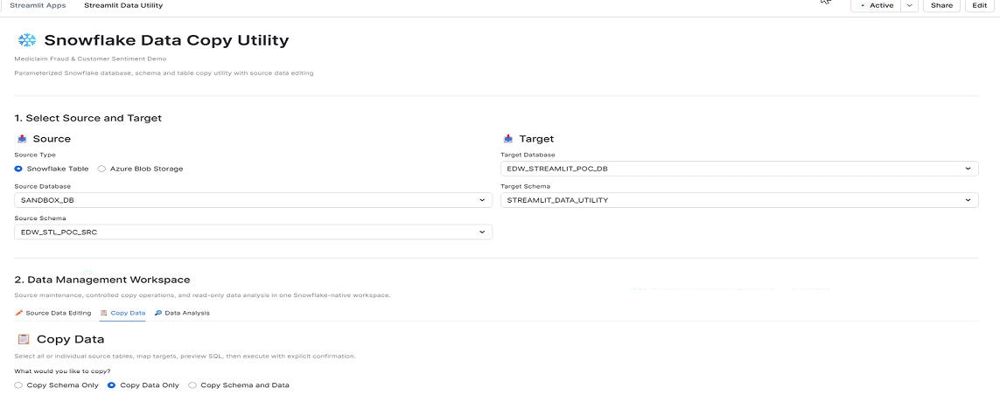 Streamlit Apps Streamlit Data Utility Active Share Edit
Snowflake Data Copy Utility
Mediclaim Fraud & Customer Sentiment Demo
Parameterized Snowflake database, schema and table copy utility with source data editing
1. Select Source and Target
Source
Source Type
Snowflake Table Azure Blob Storage
Source Database
SANDBOX_DB
Source Schema
EDW_STL_POC_SRC
Target
Target Database
EDW_STREAMLIT_POC_DB
Target Schema
STREAMLIT_DATA_UTILITY
2. Data Management Workspace
Source maintenance, controlled copy operations, and read-only data analysis in one Snowflake-native workspace.
Source Data Editing Copy Data Data Analysis
Copy Data
Select all or individual source tables, map targets, preview SQL, then execute with explicit confirmation.
What would you like to copy?
Copy Schema Only Copy Data Only Copy Schema and Data